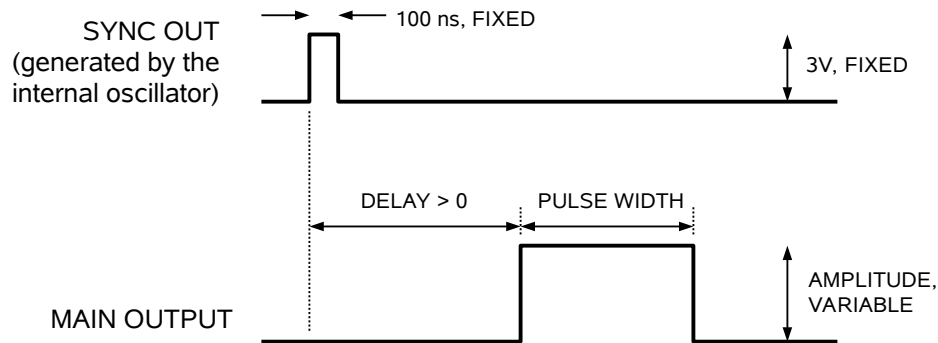 100 ns, FIXED
SYNC OUT
(generated by the
internal oscillator)
3V, FIXED
DELAY > 0
PULSE WIDTH
AMPLITUDE,
VARIABLE
MAIN OUTPUT